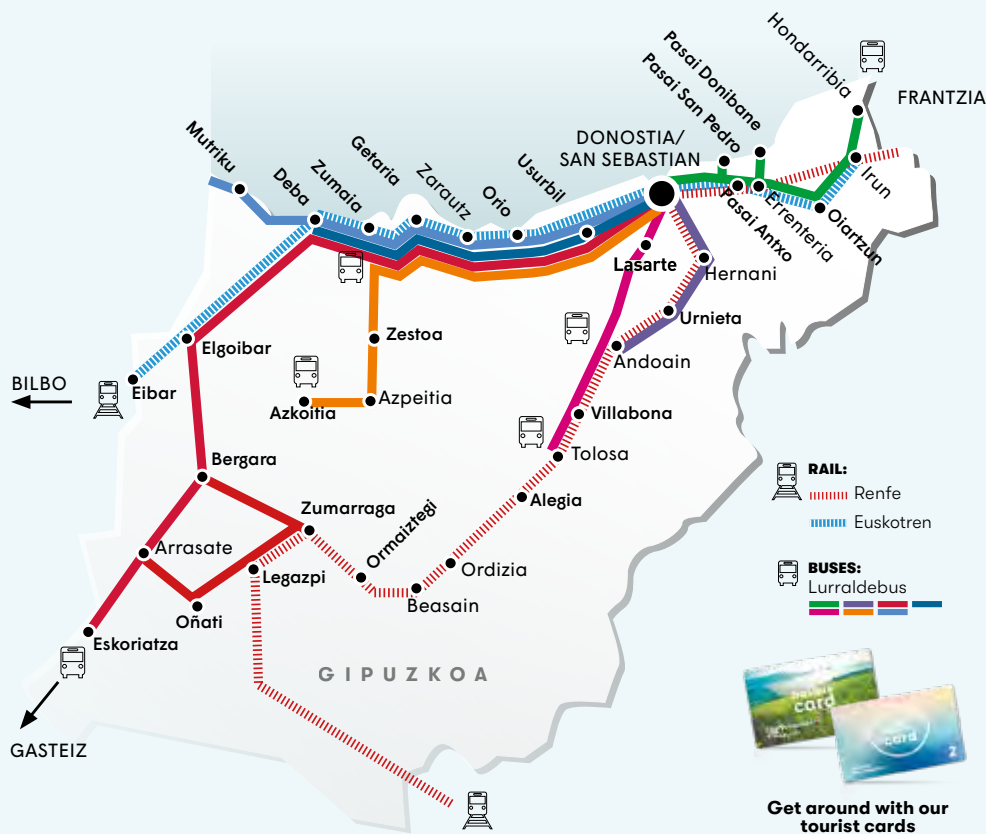 Hondarribia
Pasai Donibane
Pasai San Pedro
FRANTZIA
DONOSTIA/
SAN SEBASTIAN
Mutriku
Deba
Zumaia
Getaria
Zarautz
Orio
Usurbil
Irun
Oiartzun
Errenteria
Pasai Antxo
Lasarte
Hernani
Urnieta
Andoain
Elgoibar
Zestoa
BILBO
Eibar
Azkoitia
Azpeitia
Villabona
Tolosa
Bergara
Alegia
Zumarraga
Ormaiztegi
Arrasate
Legazpi
Ordizia
Beasain
Oñati
Eskoriatza
GIPUZKOA
GASTEIZ
RAIL:
Renfe
Euskotren
BUSES:
Lurraldebus
card
card
2
Get around with our
tourist cards